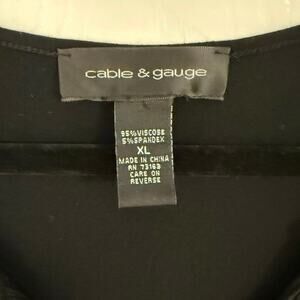 cable & gauge
95%VISCOSE
5%SPANDEX
XL
MADE IN CHINA
RN 73163
CARE ON
REVERSE